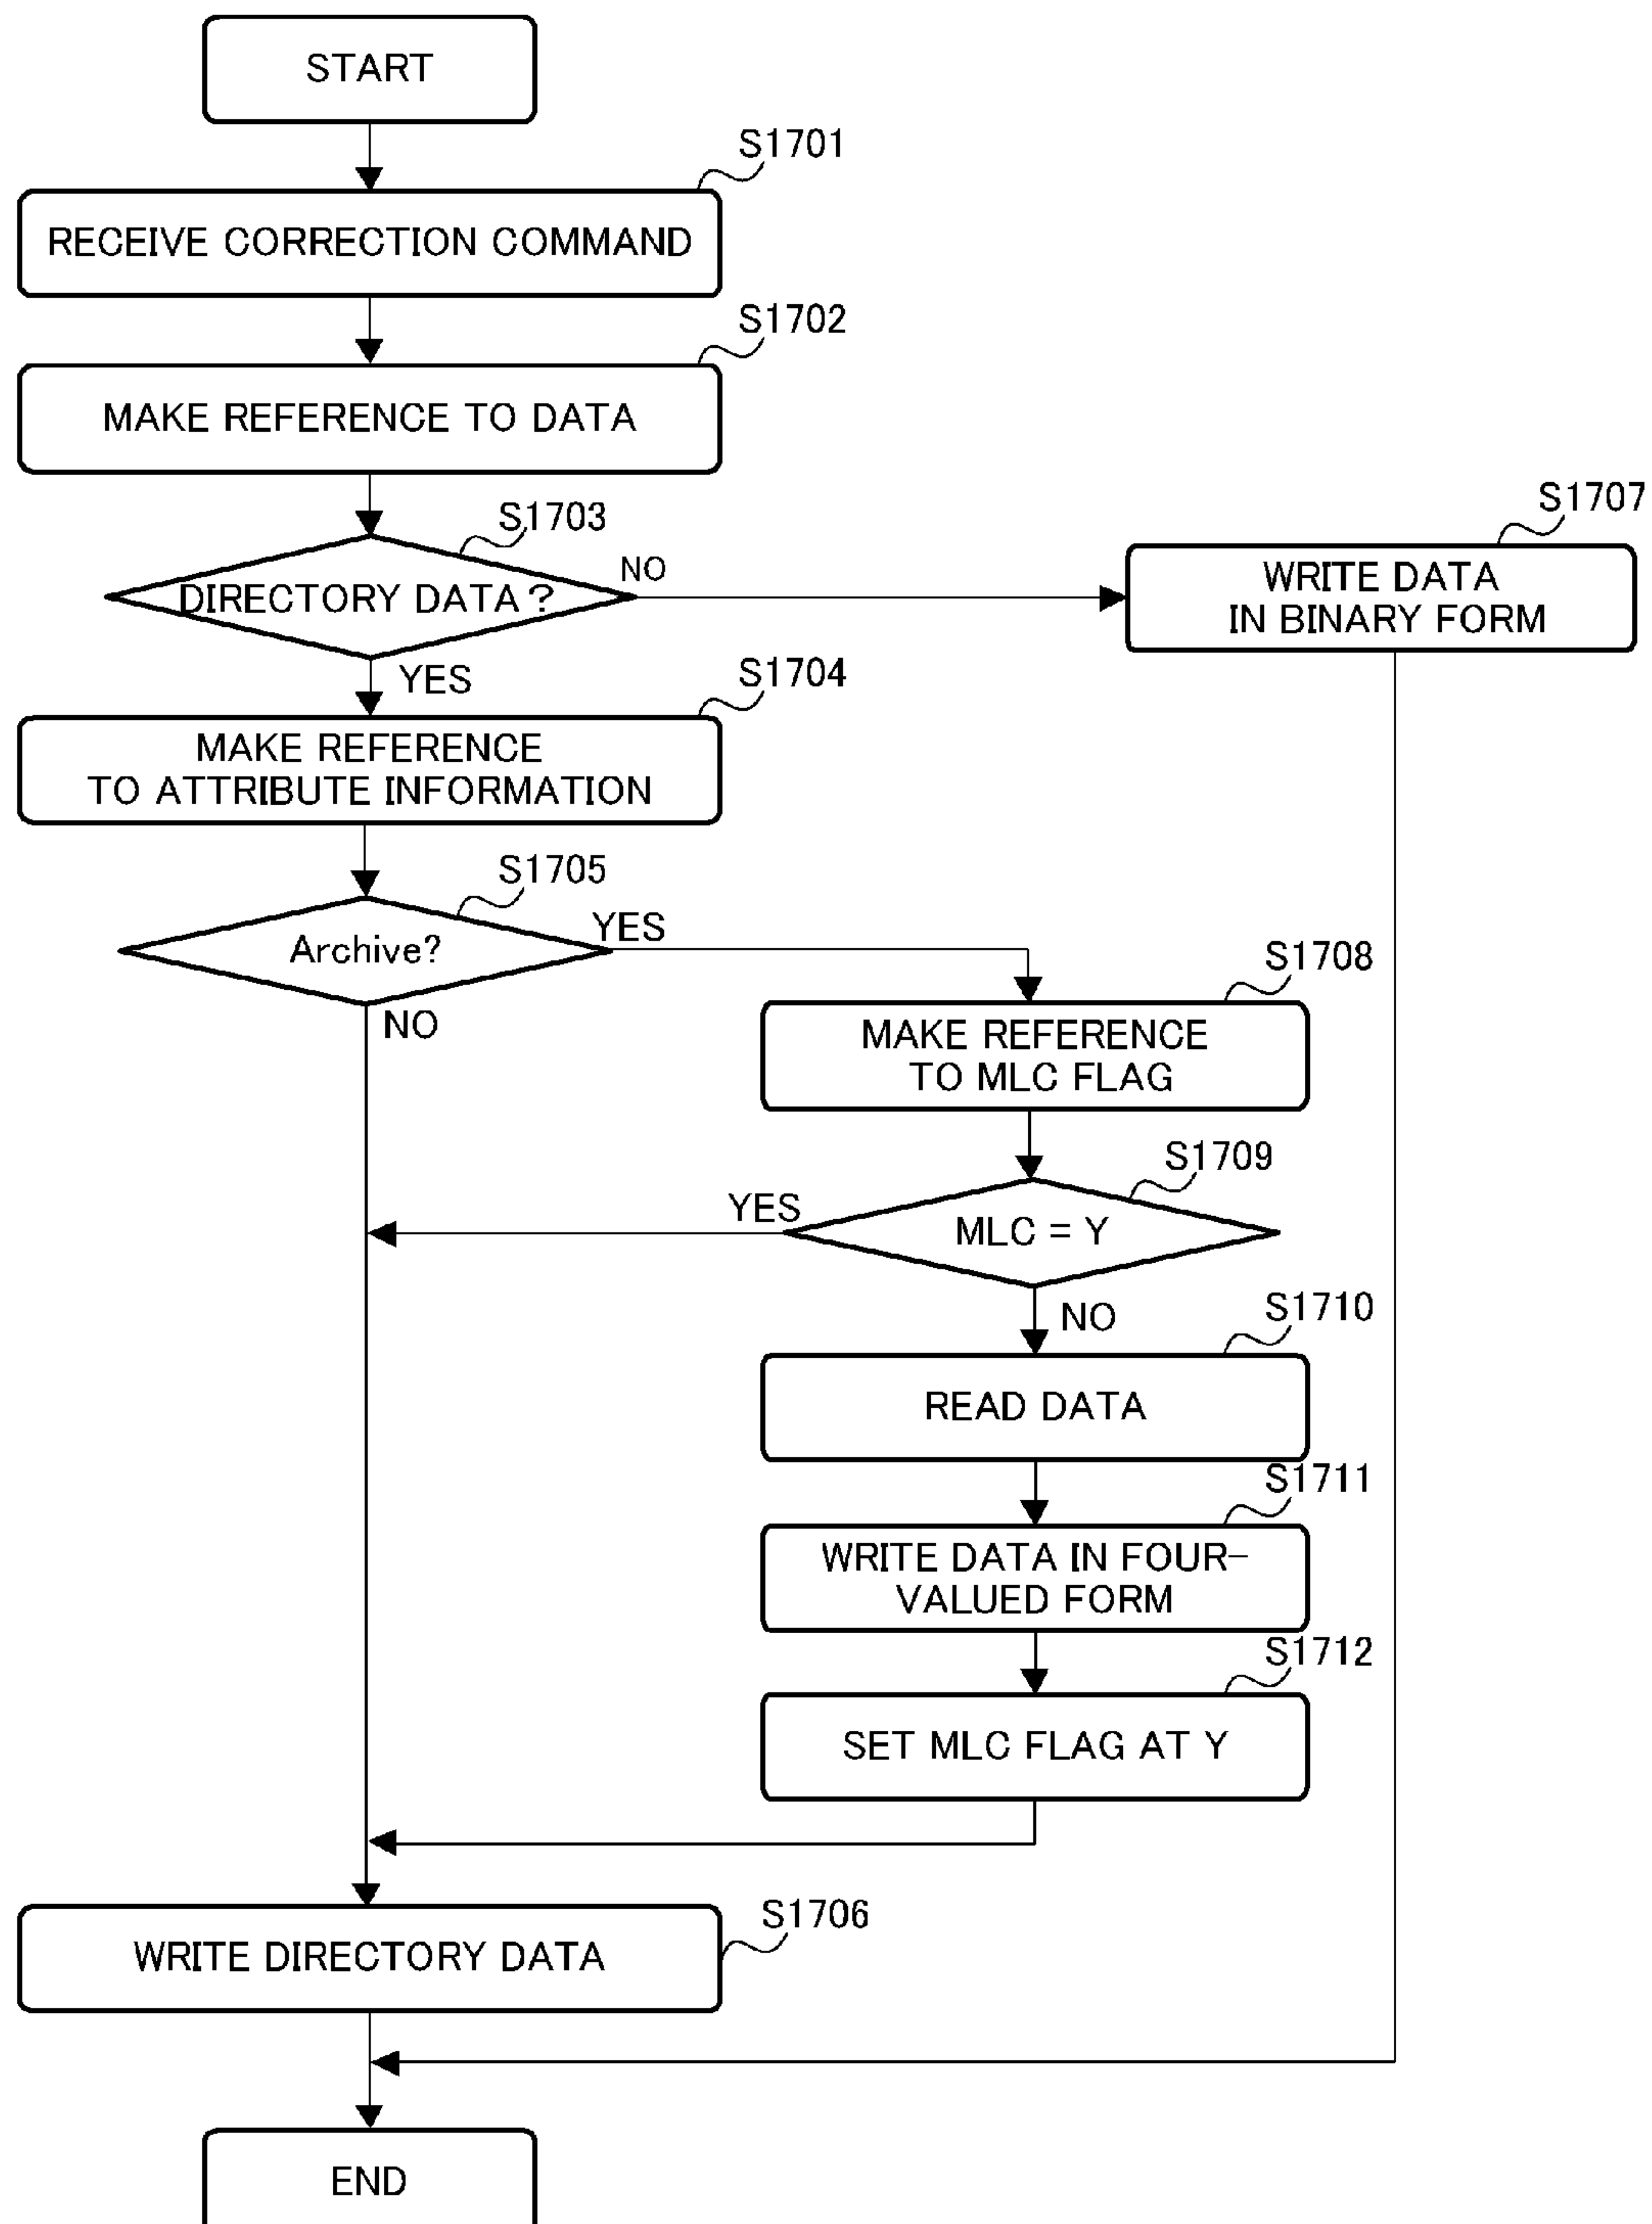 START
S1701
RECEIVE CORRECTION COMMAND
S1702
MAKE REFERENCE TO DATA
S1703
DIRECTORY DATA?
NO
S1707
WRITE DATA
IN BINARY FORM
YES
S1704
MAKE REFERENCE
TO ATTRIBUTE INFORMATION
S1705
Archive?
YES
NO
S1708
MAKE REFERENCE
TO MLC FLAG
S1709
MLC = Y
YES
NO
S1710
READ DATA
S1711
WRITE DATA IN FOUR-
VALUED FORM
S1712
SET MLC FLAG AT Y
S1706
WRITE DIRECTORY DATA
END